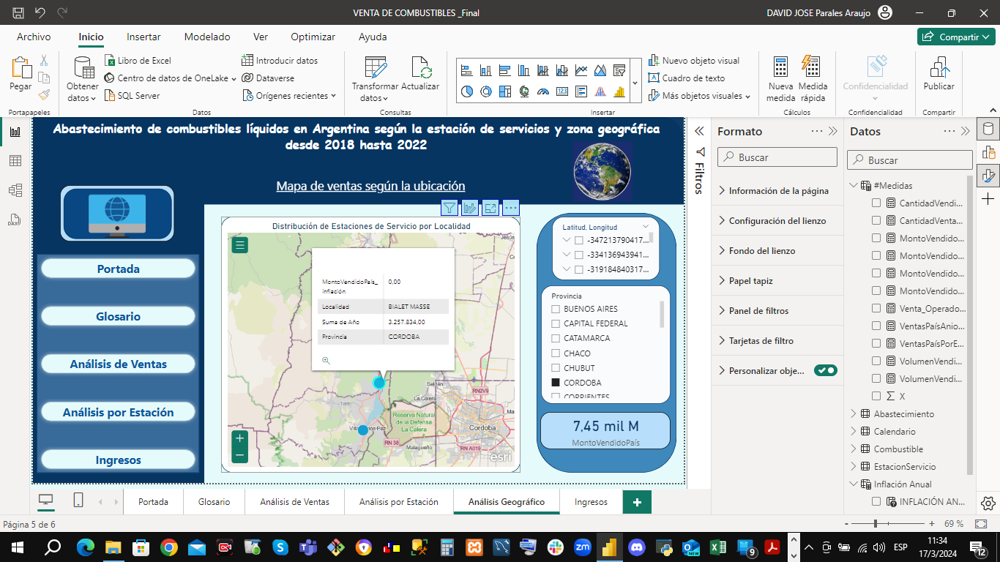 VENTA DE COMBUSTIBLES _Final
DAVID JOSE Parales Araujo
Archivo
Inicio
Insertar
Modelado
Ver
Optimizar
Ayuda
Compartir
Pegar
Portapapeles
Obtener datos
Libro de Excel
Centro de datos de OneLake
SQL Server
Introducir datos
Dataverse
Orígenes recientes
Datos
Transformar datos
Actualizar
Consultas
Nuevo objeto visual
Cuadro de texto
Más objetos visuales
Insertar
Nueva medida
Medida rápida
Cálculos
Confidencialidad
Confidencialidad
Publicar
Compartir
Abastecimiento de combustibles líquidos en Argentina según la estación de servicios y zona geográfica
desde 2018 hasta 2022
Mapa de ventas según la ubicación
Portada
Glosario
Análisis de Ventas
Análisis por Estación
Ingresos
Distribución de Estaciones de Servicio por Localidad
MontoVendidoPaís_
inflación
0,00
Localidad
BIALET MASSE
Suma de Año
3.257.834,00
Provincia
CORDOBA
Saldán
La Calera
RN2V9
Tanti
Reserva Natural
de la Defensa
La Calera
Cordoba
RN 38
Malagueño
RN A019
esri
Latitud, Longitud
-347213790417...
-334136943941...
-319184840317...
Provincia
BUENOS AIRES
CAPITAL FEDERAL
CATAMARCA
CHACO
CHUBUT
CORDOBA
CORRIENTES
7,45 mil M
MontoVendidoPaís
Filtros
Formato
Buscar
Información de la página
Configuración del lienzo
Fondo del lienzo
Papel tapiz
Panel de filtros
Tarjetas de filtro
Personalizar obje...
Datos
Buscar
#Medidas
CantidadVendi...
CantidadVenta...
MontoVendido...
MontoVendido...
MontoVendido...
MontoVendido...
Venta_Operado...
VentasPaísAnio...
VentasPaísPorE...
VolumenVendi...
VolumenVendi...
X
Abastecimiento
Calendario
Combustible
EstacionServicio
Inflación Anual
INFLACIÓN AN...
Portada
Glosario
Análisis de Ventas
Análisis por Estación
Análisis Geográfico
Ingresos
Página 5 de 6
69 %
ESP
11:34
17/3/2024
9
12